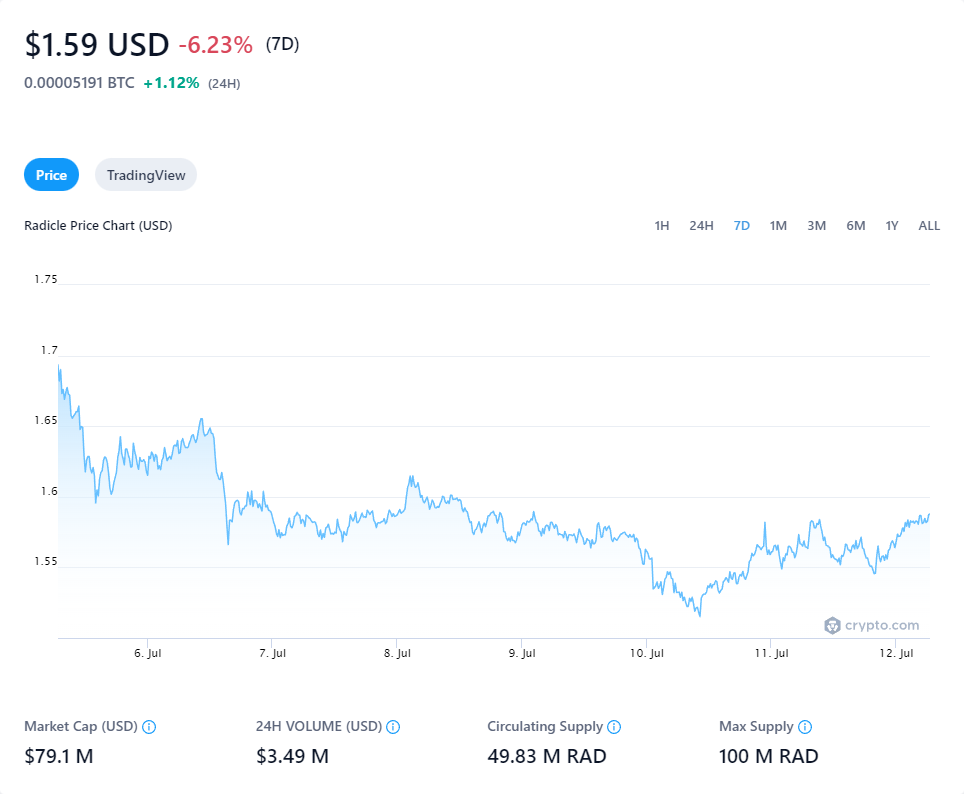 $1.59 USD -6.23% (7D)
0.00005191 BTC +1.12% (24H)
Price TradingView
Radicle Price Chart (USD) 1H 24H 7D 1M 3M 6M 1Y ALL
1.75
1.7
1.65
1.6
1.55
crypto.com
6. Jul 7. Jul 8. Jul 9. Jul 10. Jul 11. Jul 12. Jul
Market Cap (USD) 24H VOLUME (USD) Circulating Supply Max Supply
$79.1 M $3.49 M 49.83 M RAD 100 M RAD